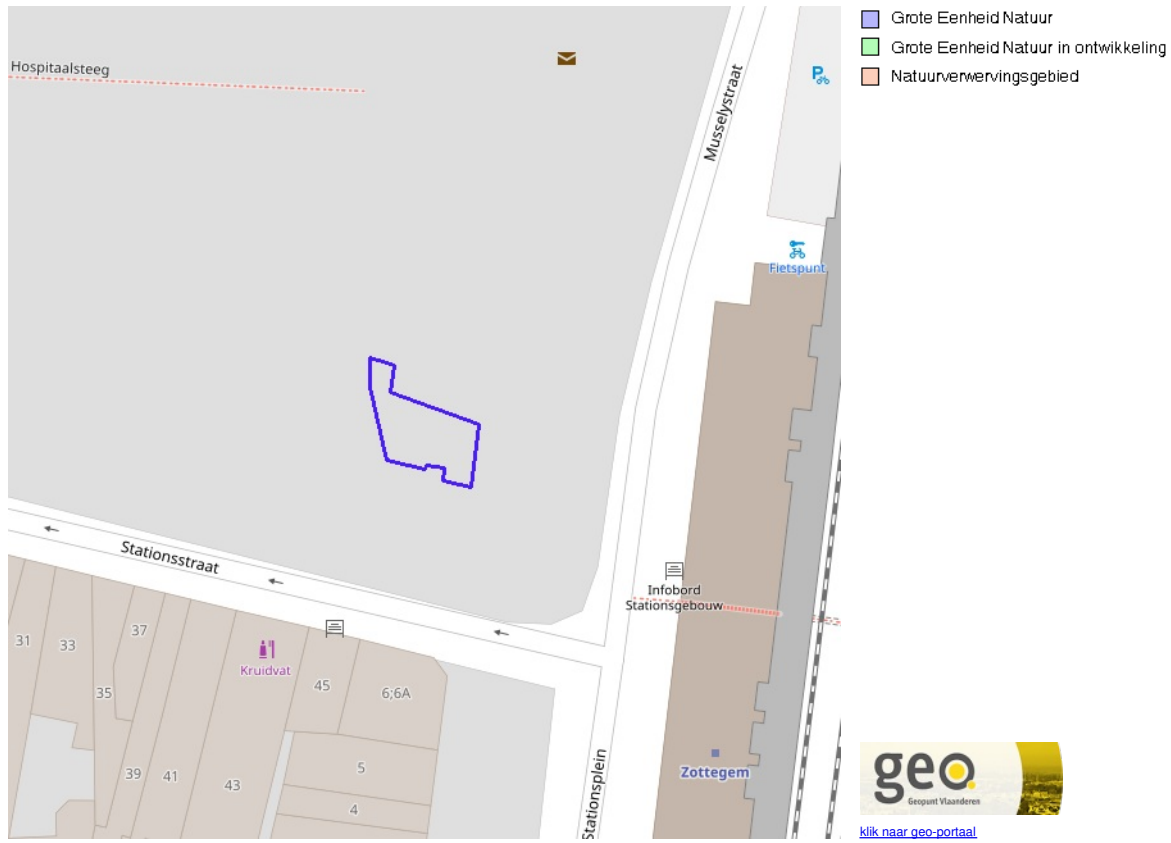 Grote Eenheid Natuur
Grote Eenheid Natuur in ontwikkeling
Natuurverwervingsgebied
Hospitaalsteeg
Musselystraat
P
Fietspunt
Stationsstraat
Infobord
Stationsgebouw
31
33
35
37
39
41
43
Kruidvat
45
6;6A
5
4
Stationsplein
Zottegem
geo
Geopunt Vlaanderen
klik naar geo-portaal